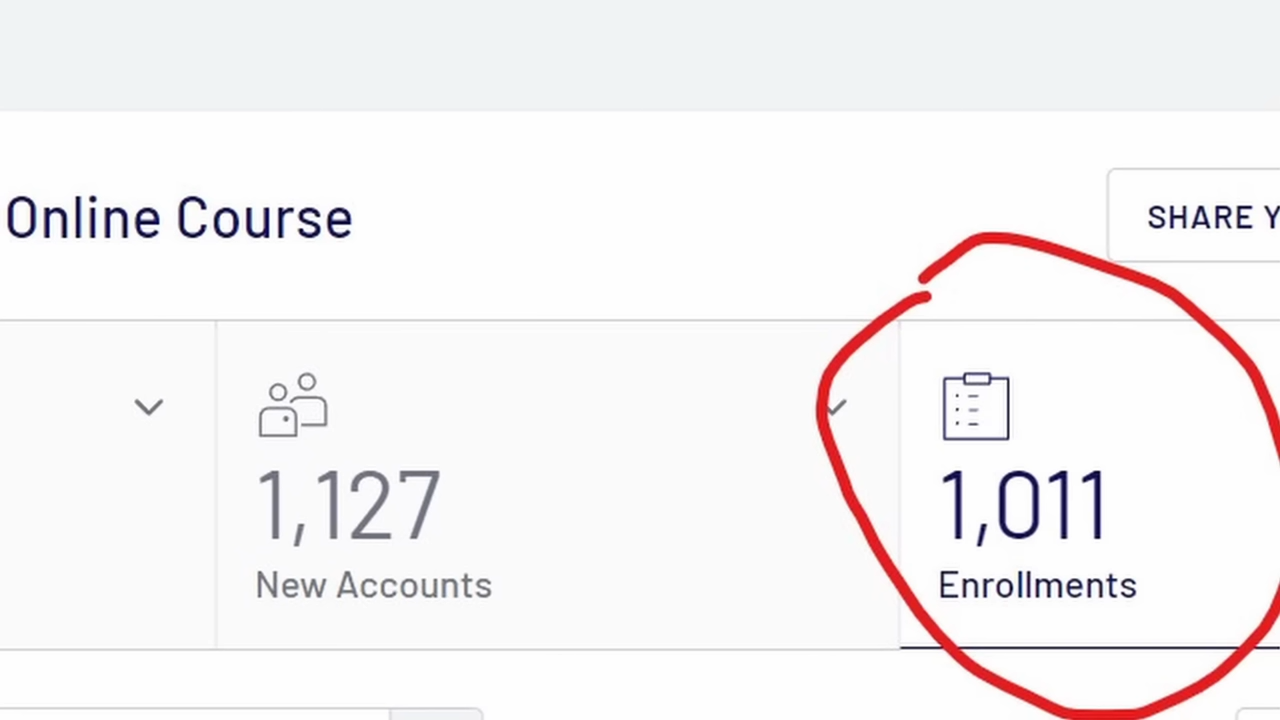 Online Course
SHARE Y
1,127
New Accounts
1,011
Enrollments